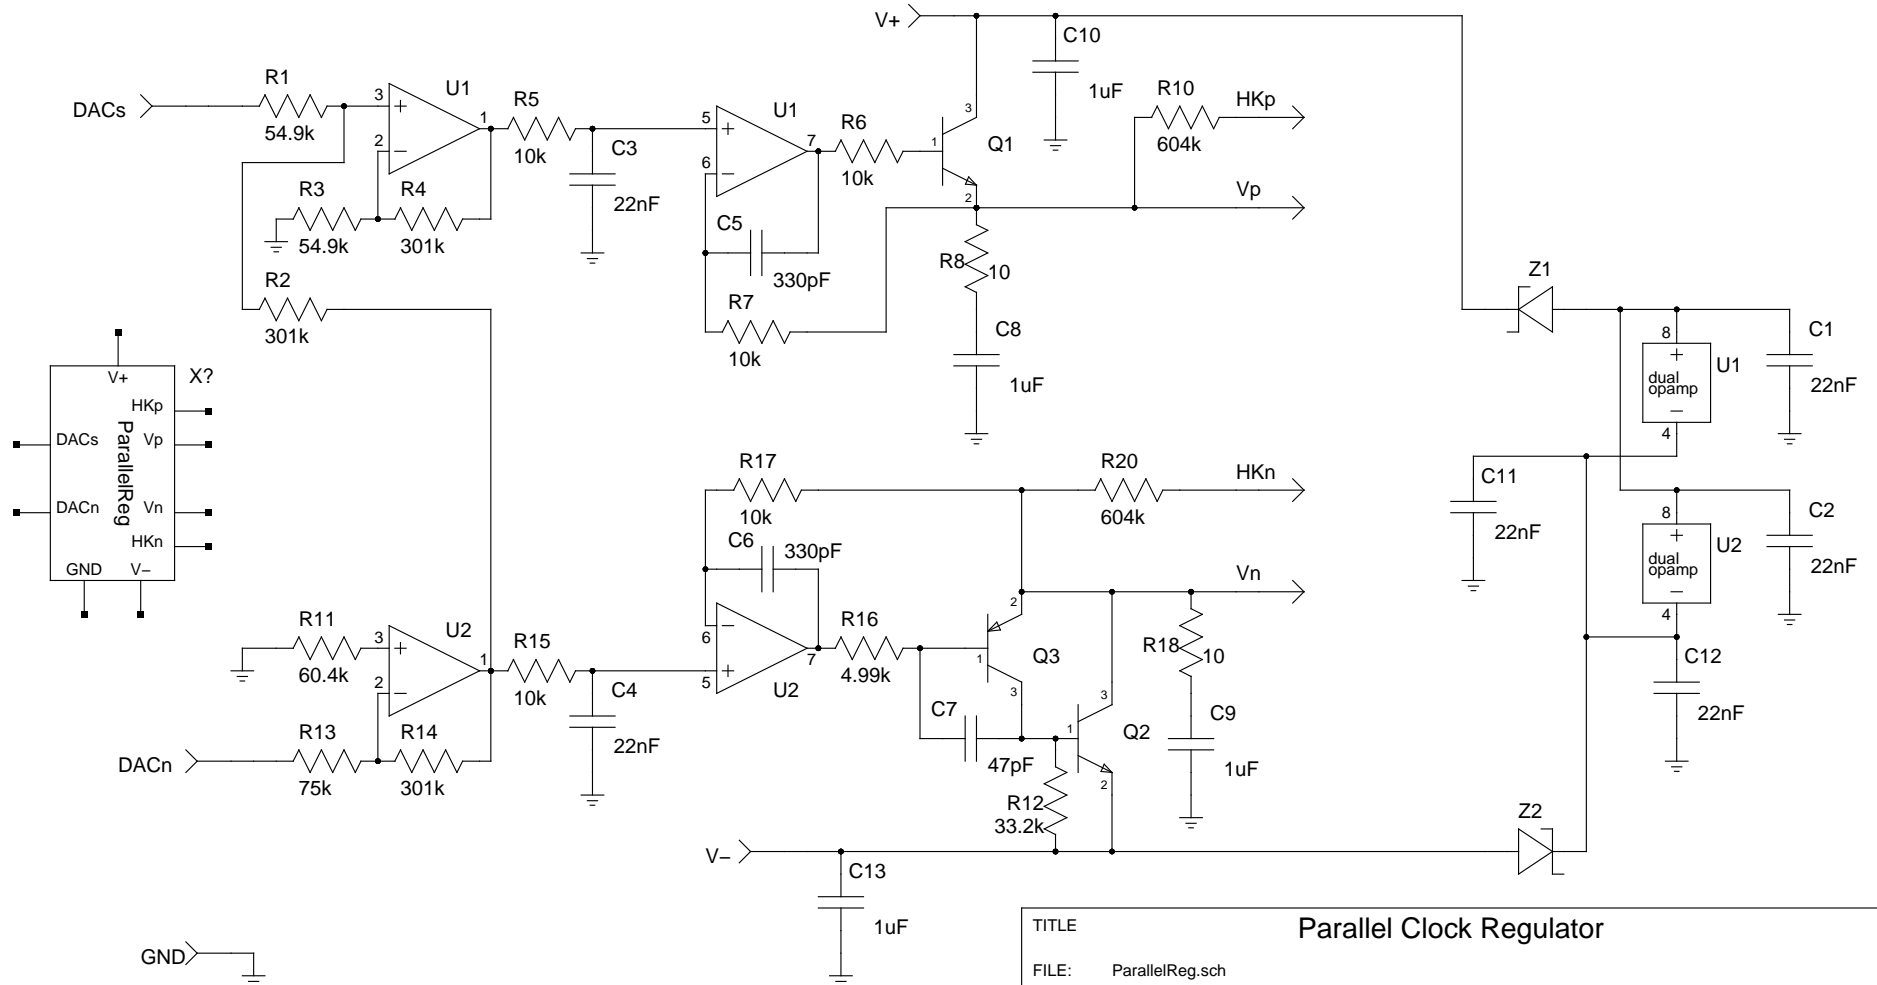 V+
C10
1uF
R10
604k
HKp
DACs
R1
54.9k
3
2
1
U1
R5
10k
C3
22nF
5
6
7
U1
R6
10k
3
1
2
Q1
Vp
R3
54.9k
R4
301k
C5
330pF
R8
10
R7
10k
C8
1uF
R2
301k
Z1
8
4
dual
opamp
U1
C1
22nF
X?
V+
HKp
DACs
Vp
ParallelReg
DACn
Vn
HKn
GND
V−
R17
10k
R20
604k
HKn
C11
22nF
8
4
dual
opamp
U2
C2
22nF
C6
330pF
Vn
R11
60.4k
3
2
1
U2
R15
10k
C4
22nF
6
5
7
U2
R16
4.99k
2
1
3
Q3
R18
10
C12
22nF
C7
47pF
3
1
2
Q2
C9
1uF
R13
75k
R14
301k
DACn
R12
33.2k
Z2
V−
C13
1uF
GND
TITLE
Parallel Clock Regulator
FILE:
ParallelReg.sch